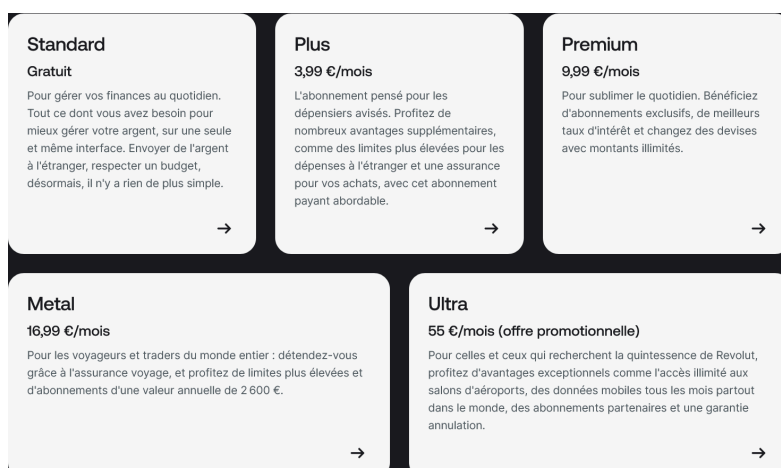 Standard
Gratuit
Pour gérer vos finances au quotidien.
Tout ce dont vous avez besoin pour
mieux gérer votre argent, sur une seule
et même interface. Envoyer de l'argent
à l'étranger, respecter un budget,
désormais, il n'y a rien de plus simple.
Plus
3,99 €/mois
L'abonnement pensé pour les
dépensiers avisés. Profitez de
nombreux avantages supplémentaires,
comme des limites plus élevées pour les
dépenses à l'étranger et une assurance
pour vos achats, avec cet abonnement
payant abordable.
Premium
9,99 €/mois
Pour sublimer le quotidien. Bénéficiez
d'abonnements exclusifs, de meilleurs
taux d'intérêt et changez des devises
avec montants illimités.
Metal
16,99 €/mois
Pour les voyageurs et traders du monde entier : détendez-vous
grâce à l'assurance voyage, et profitez de limites plus élevées et
d'abonnements d'une valeur annuelle de 2 600 €.
Ultra
55 €/mois (offre promotionnelle)
Pour celles et ceux qui recherchent la quintessence de Revolut,
profitez d'avantages exceptionnels comme l'accès illimité aux
salons d'aéroports, des données mobiles tous les mois partout
dans le monde, des abonnements partenaires et une garantie
annulation.